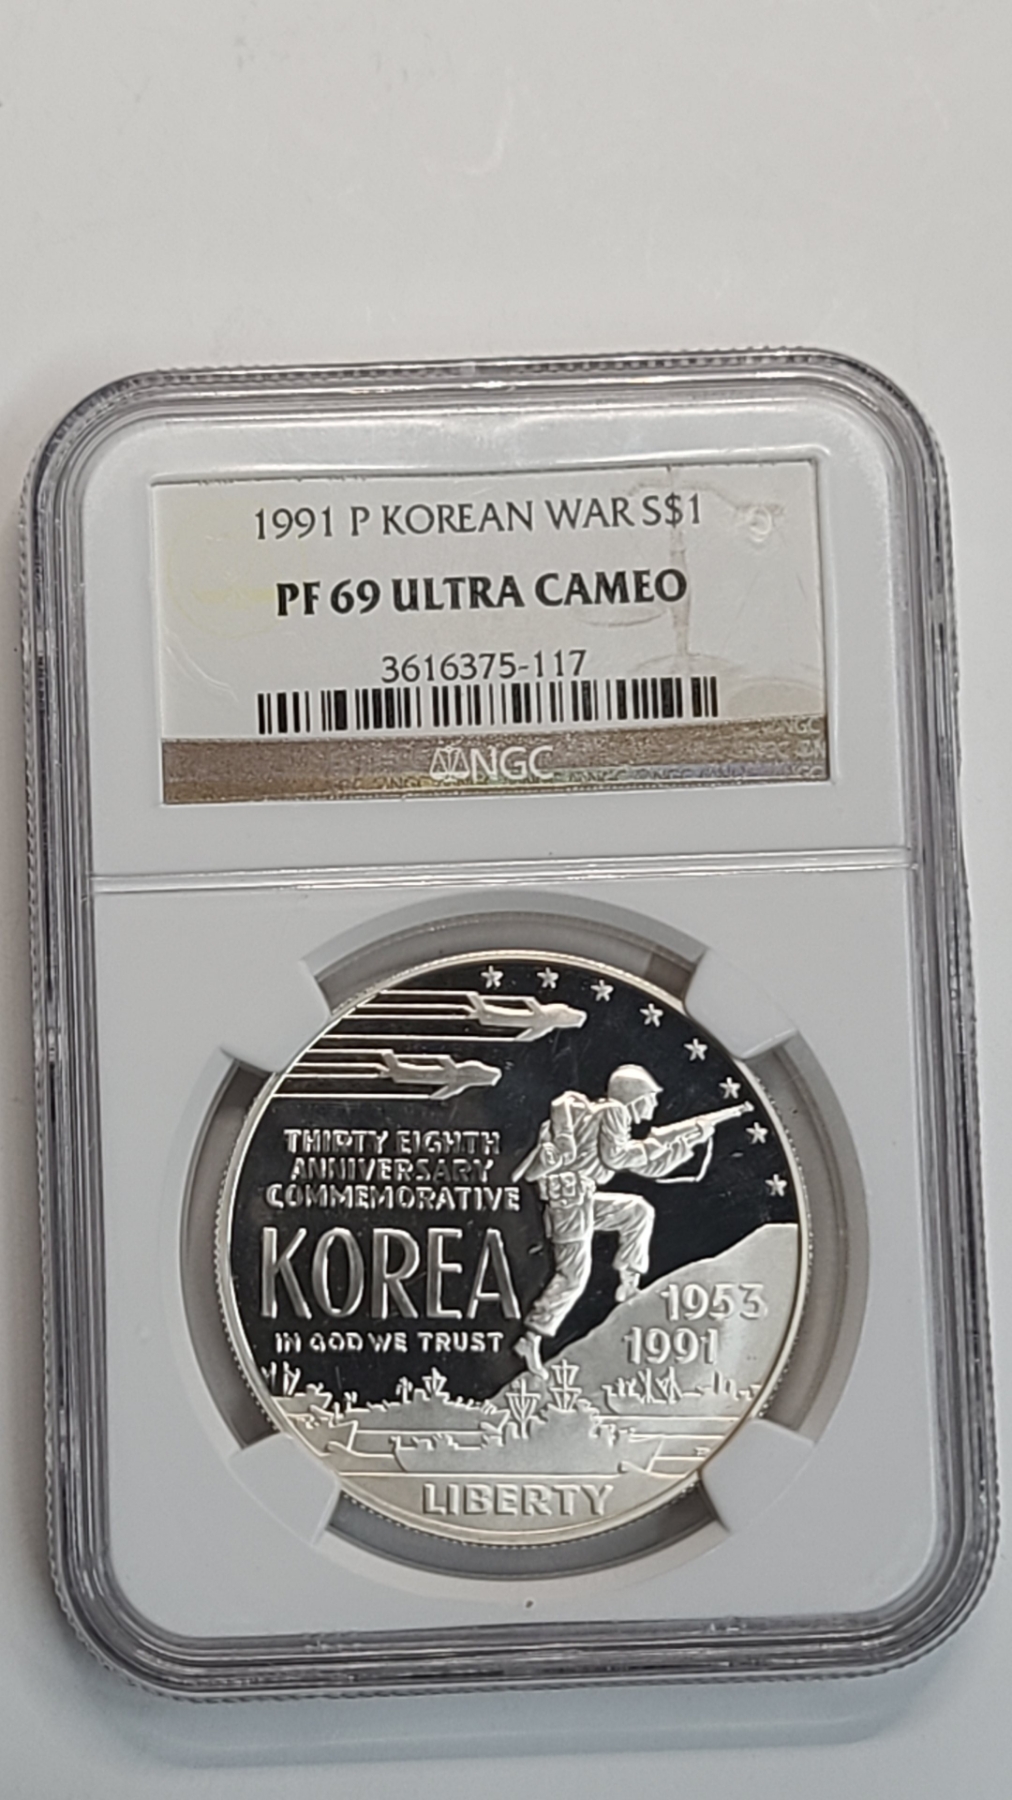 1991 P KOREAN WAR S$1
PF 69 ULTRA CAMEO
3616375-117
NGC
THIRTY EIGHTH
ANNIVERSARY
COMMEMORATIVE
KOREA
IN GOD WE TRUST
1953
1991
LIBERTY